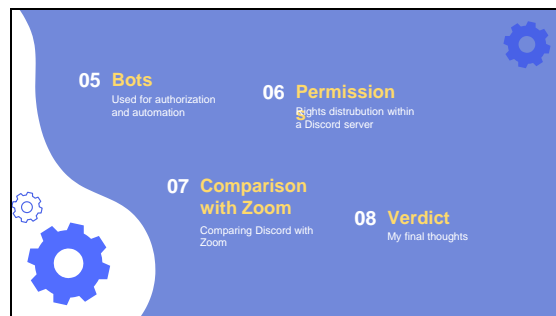 05 Bots
Used for authorization
and automation
06 Permission
s
Rights distrubution within
a Discord server
07 Comparison
with Zoom
Comparing Discord with
Zoom
08 Verdict
My final thoughts